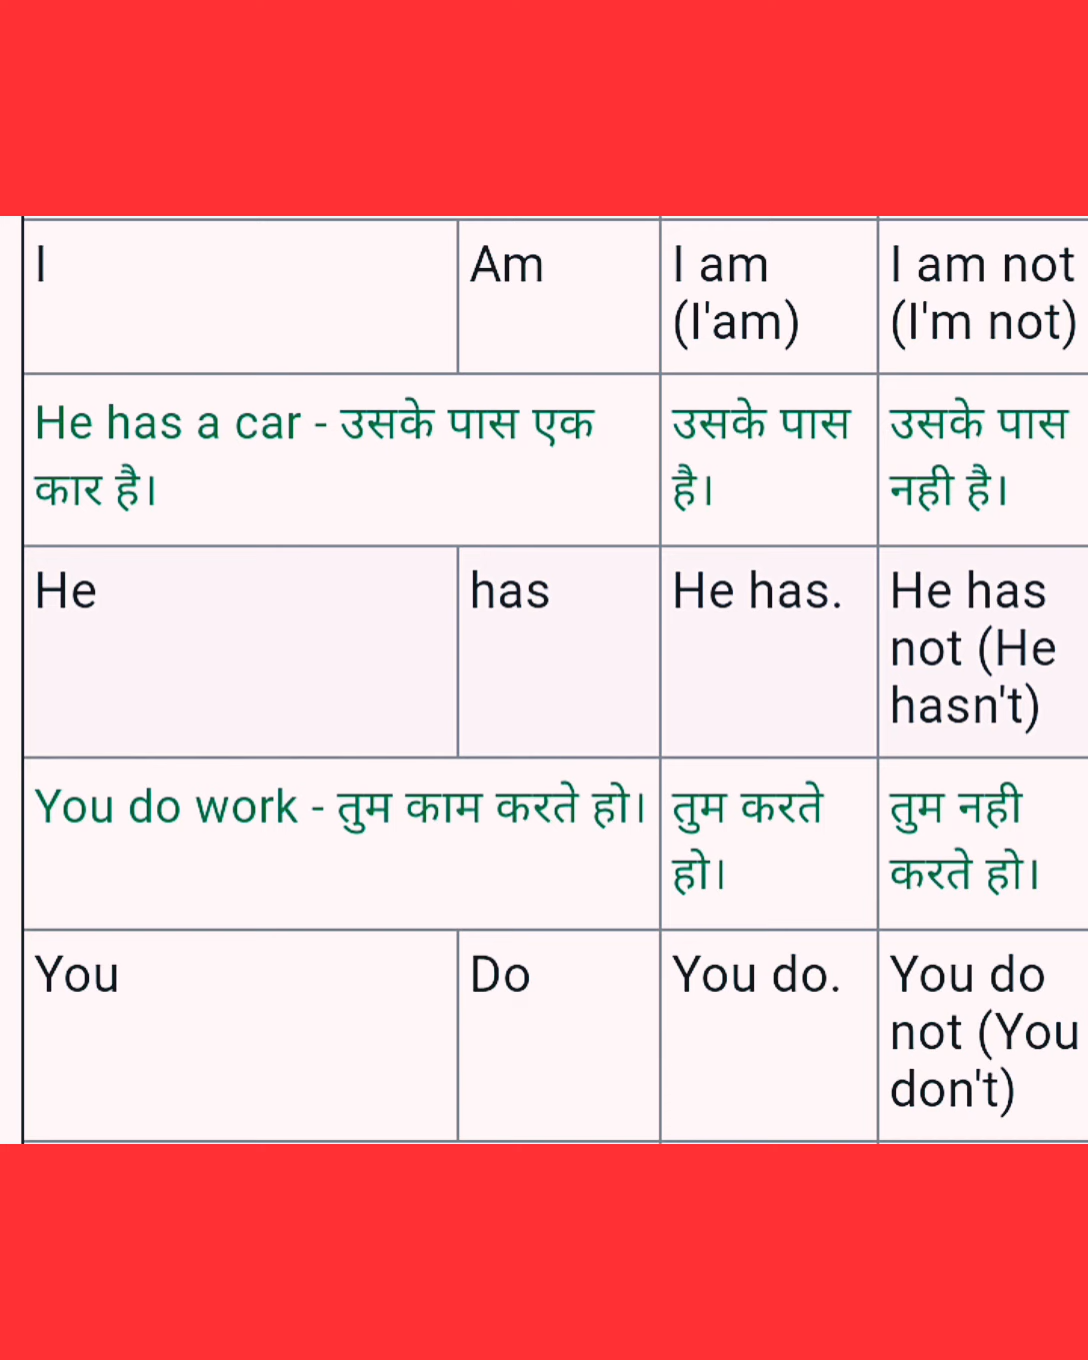 I
Am
I am
(I'am)
I am not
(I'm not)
He has a car - उसके पास एक
कार है।
उसके पास
है।
उसके पास
नही है।
He
has
He has.
He has
not (He
hasn't)
You do work - तुम काम करते हो।
तुम करते
हो।
तुम नही
करते हो।
You
Do
You do.
You do
not (You
don't)